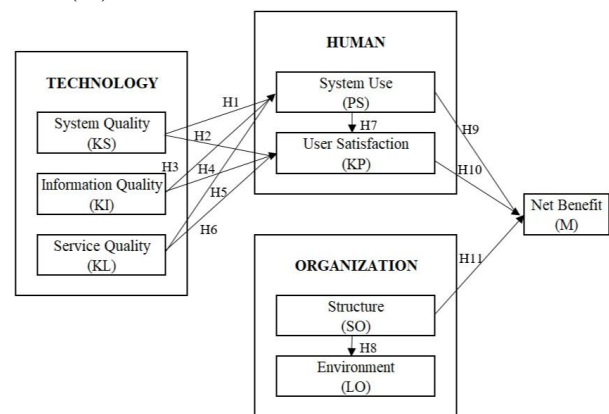 HUMAN
TECHNOLOGY
System Use
(PS)
H1
System Quality
(KS)
H2
H7
H9
User Satisfaction
(KP)
H3
H4
H10
Information Quality
(KI)
H5
Net Benefit
(M)
H6
Service Quality
(KL)
ORGANIZATION
H11
Structure
(SO)
H8
Environment
(LO)